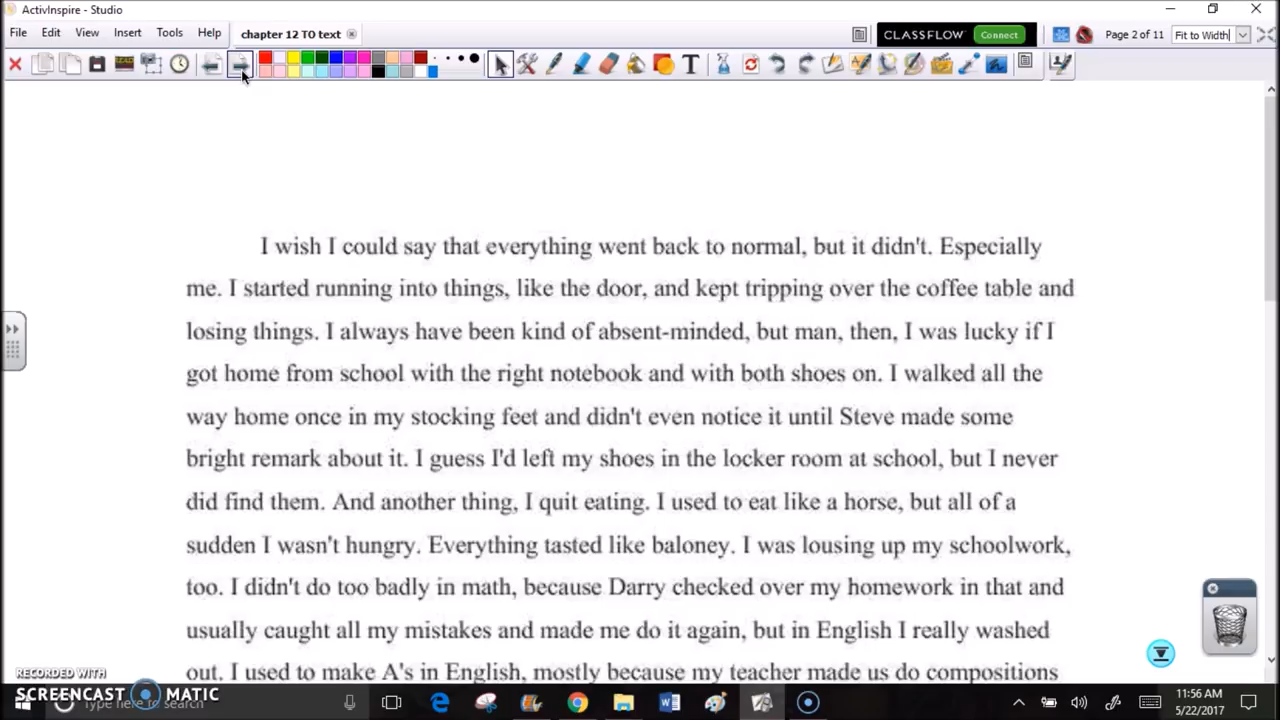 ActivInspire - Studio
File Edit View Insert Tools Help chapter 12 TO text CLASSFLOW Connect Page 2 of 11 Fit to Width
I wish I could say that everything went back to normal, but it didn't. Especially
me. I started running into things, like the door, and kept tripping over the coffee table and
losing things. I always have been kind of absent-minded, but man, then, I was lucky if I
got home from school with the right notebook and with both shoes on. I walked all the
way home once in my stocking feet and didn't even notice it until Steve made some
bright remark about it. I guess I'd left my shoes in the locker room at school, but I never
did find them. And another thing, I quit eating. I used to eat like a horse, but all of a
sudden I wasn't hungry. Everything tasted like baloney. I was lousing up my schoolwork,
too. I didn't do too badly in math, because Darry checked over my homework in that and
usually caught all my mistakes and made me do it again, but in English I really washed
out. I used to make A's in English, mostly because my teacher made us do compositions
RECORDED WITH
SCREENCAST MATIC
Type here to search
11:56 AM
5/22/2017